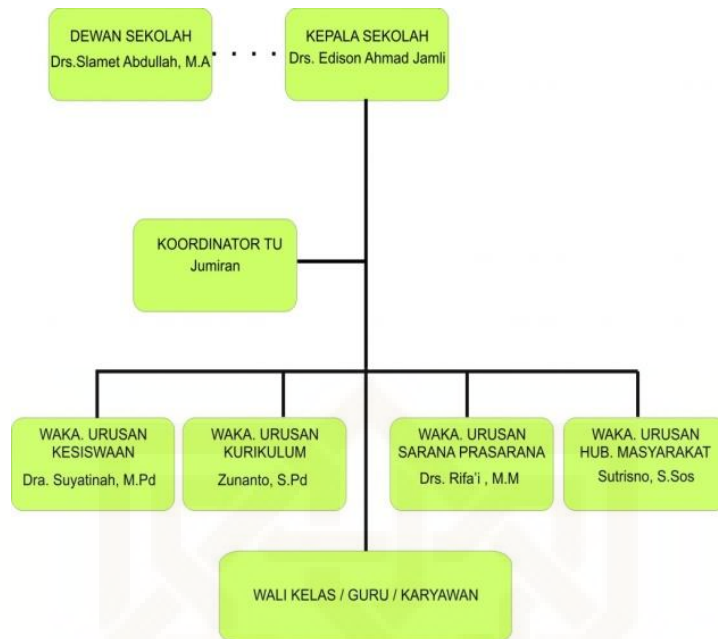 DEWAN SEKOLAH
Drs.Slamet Abdullah, M.A
KEPALA SEKOLAH
Drs. Edison Ahmad Jamli
KOORDINATOR TU
Jumiran
WAKA. URUSAN
KESISWAAN
Dra. Suyatinah, M.Pd
WAKA. URUSAN
KURIKULUM
Zunanto, S.Pd
WAKA. URUSAN
SARANA PRASARANA
Drs. Rifa'i , M.M
WAKA. URUSAN
HUB. MASYARAKAT
Sutrisno, S.Sos
WALI KELAS / GURU / KARYAWAN